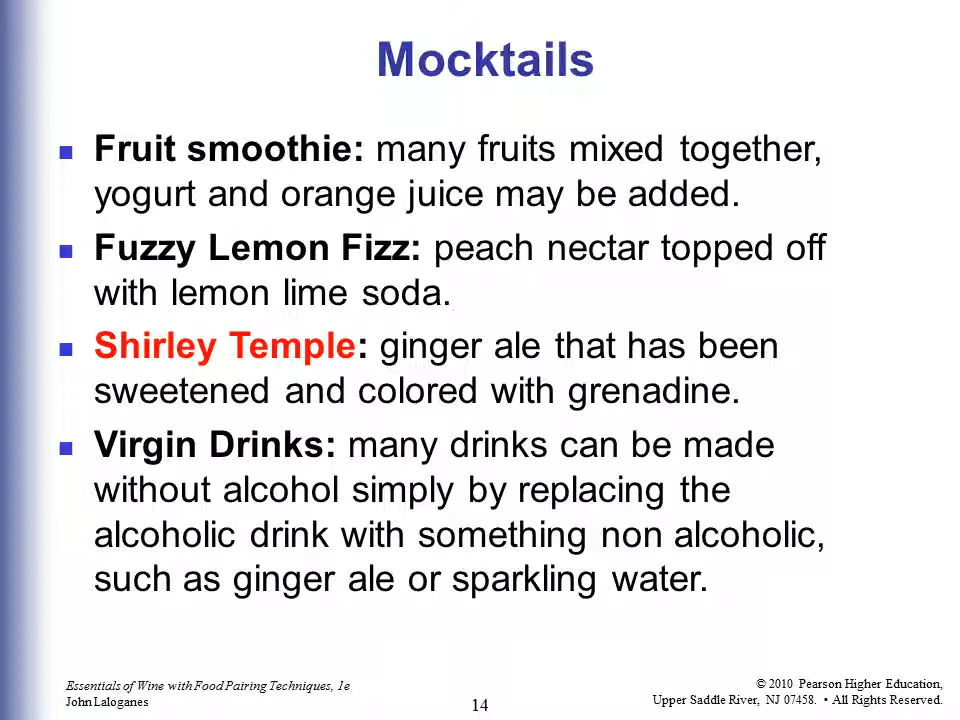 Mocktails
Fruit smoothie: many fruits mixed together,
yogurt and orange juice may be added.
Fuzzy Lemon Fizz: peach nectar topped off
with lemon lime soda.
Shirley Temple: ginger ale that has been
sweetened and colored with grenadine.
Virgin Drinks: many drinks can be made
without alcohol simply by replacing the
alcoholic drink with something non alcoholic,
such as ginger ale or sparkling water.
Essentials of Wine with Food Pairing Techniques, 1e
John Laloganes
14
© 2010 Pearson Higher Education,
Upper Saddle River, NJ 07458. • All Rights Reserved.